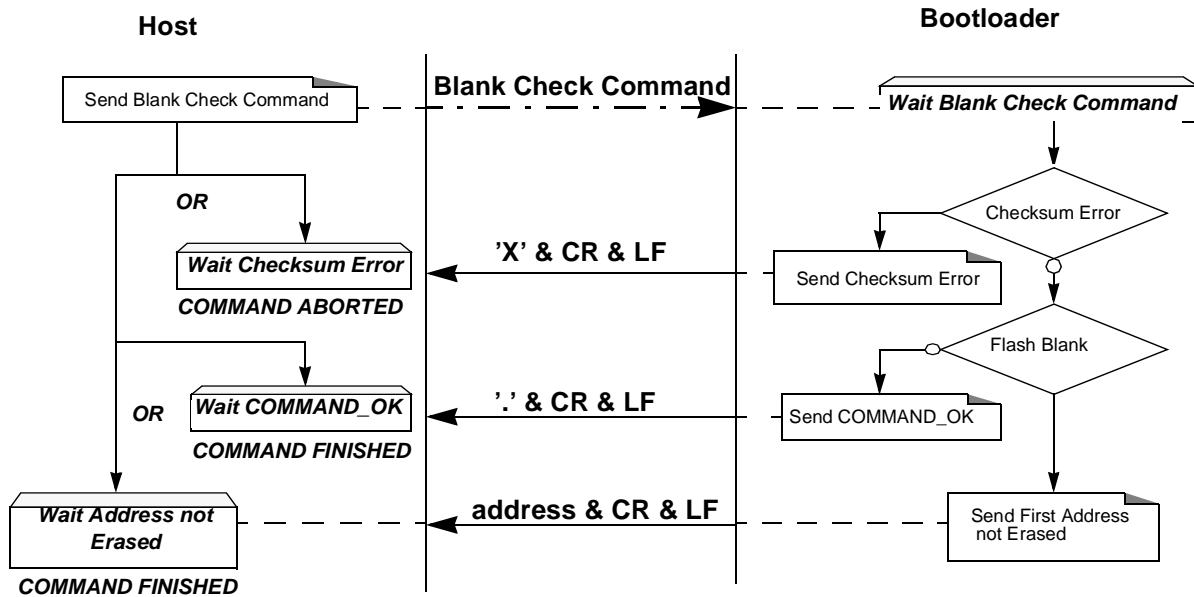 Host
Bootloader
Send Blank Check Command
Blank Check Command
Wait Blank Check Command
OR
Checksum Error
Wait Checksum Error
’X’ & CR & LF
Send Checksum Error
COMMAND ABORTED
Flash Blank
OR
Wait COMMAND_OK
’.’ & CR & LF
Send COMMAND_OK
COMMAND FINISHED
Wait Address not
Erased
address & CR & LF
Send First Address
not Erased
COMMAND FINISHED